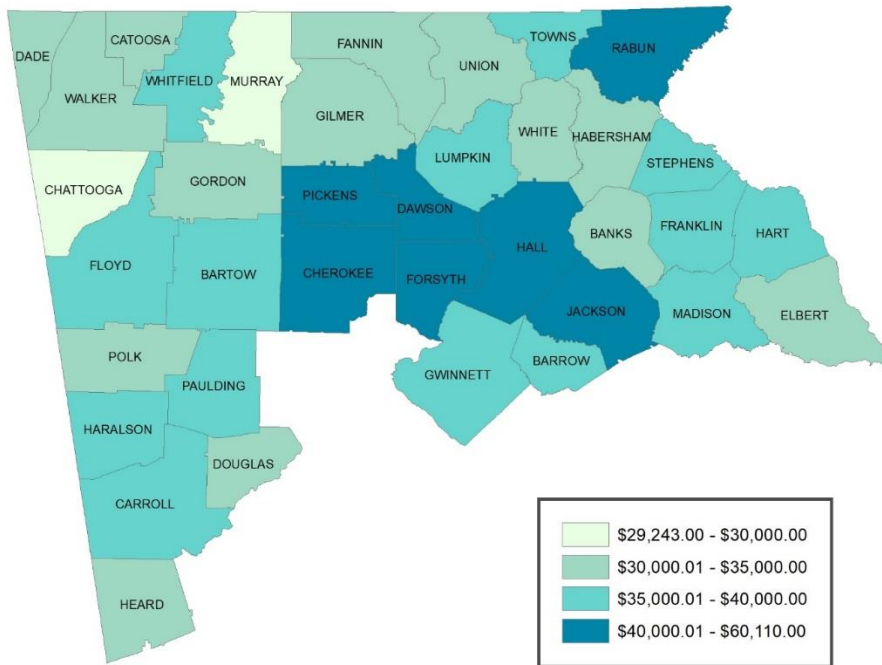 CATOOSA
FANNIN
TOWNS
RABUN
DADE
UNION
WHITFIELD
MURRAY
WALKER
GILMER
WHITE
HABERSHAM
LUMPKIN
STEPHENS
CHATTOOGA
GORDON
PICKENS
DAWSON
FRANKLIN
BANKS
HART
HALL
FLOYD
BARTOW
CHEROKEE
FORSYTH
JACKSON
MADISON
ELBERT
POLK
GWINNETT
BARROW
PAULDING
HARALSON
DOUGLAS
CARROLL
HEARD
$29,243.00 - $30,000.00
$30,000.01 - $35,000.00
$35,000.01 - $40,000.00
$40,000.01 - $60,110.00